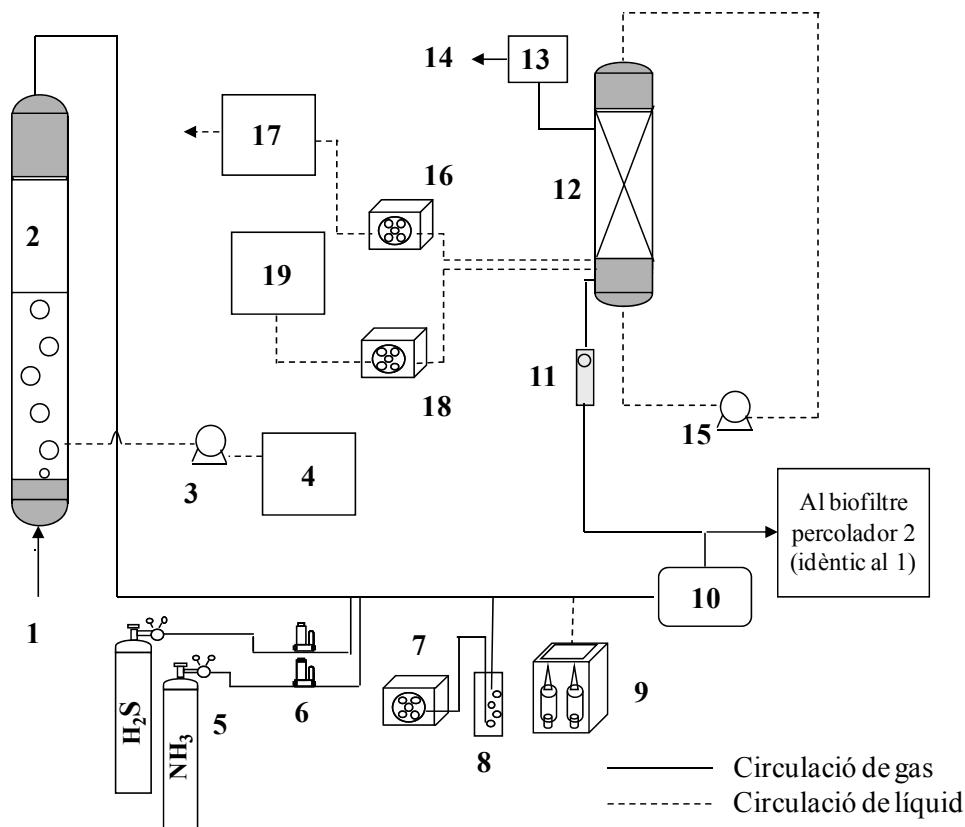 14
13
17
16
12
2
19
11
18
15
3
4
Al biofiltre
percolador 2
(idèntic al 1)
10
1
7
H2S
NH3
5
6
8
9
Circulació de gas
Circulació de líquid